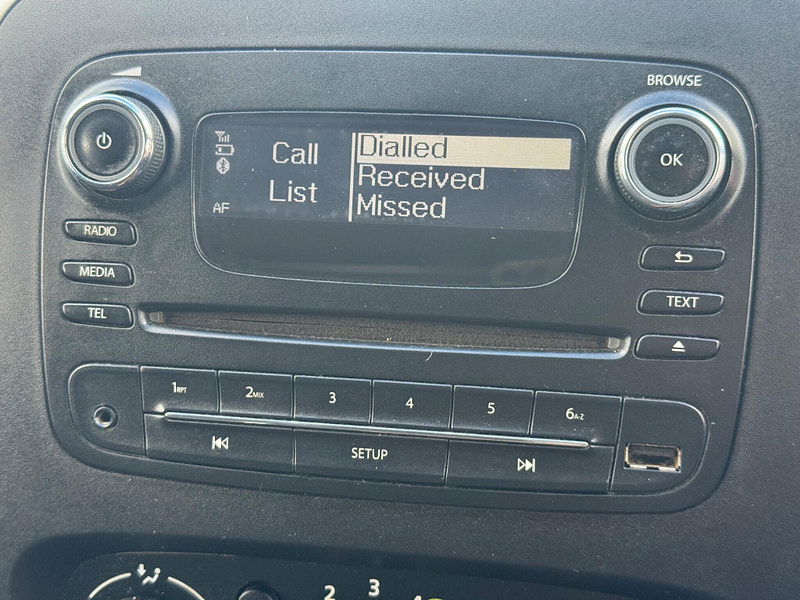 BROWSE
OK
Call
List
Dialled
Received
Missed
AF
RADIO
MEDIA
TEL
TEXT
1RPT
2MIX
3
4
5
6A-Z
SETUP
2
3
4